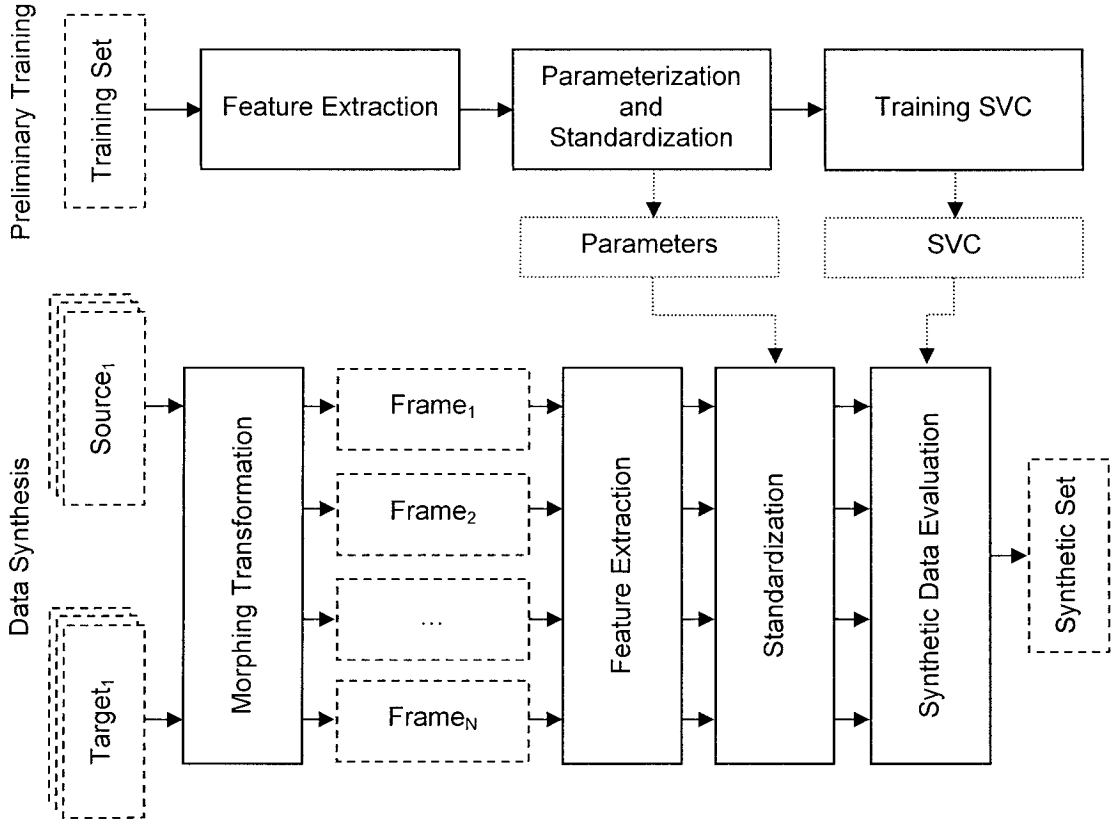 Preliminary Training
Training Set
Feature Extraction
Parameterization
and
Standardization
Training SVC
Parameters
SVC
Data Synthesis
Source₁
Target₁
Morphing Transformation
Frame₁
Frame₂
...
Frame_N
Feature Extraction
Standardization
Synthetic Data Evaluation
Synthetic Set